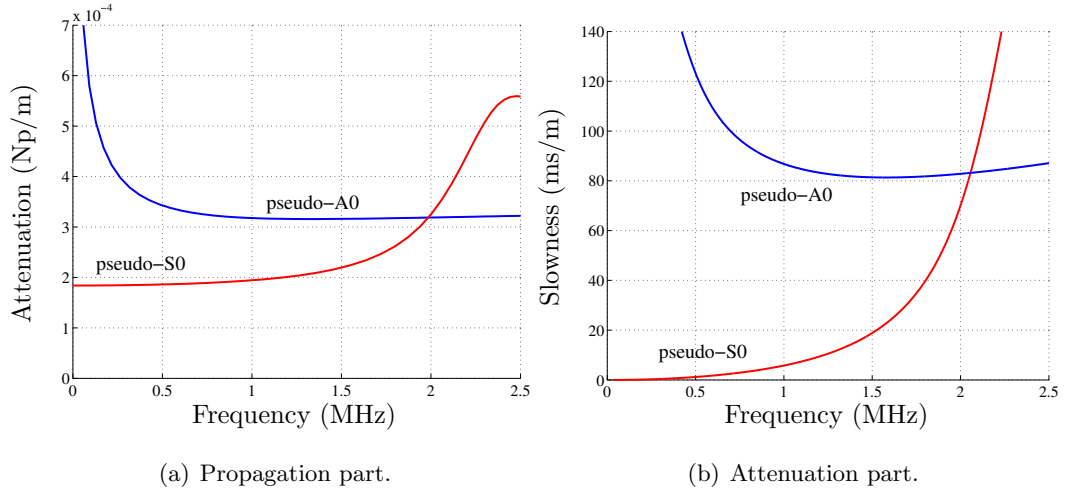 x 10⁻⁴
7
6
5
4
3
2
1
0
0 0.5 1 1.5 2 2.5
Attenuation (Np/m)
Frequency (MHz)
pseudo−A0
pseudo−S0
(a) Propagation part.
140
120
100
80
60
40
20
0
0.5 1 1.5 2 2.5
Slowness (ms/m)
Frequency (MHz)
pseudo−A0
pseudo−S0
(b) Attenuation part.